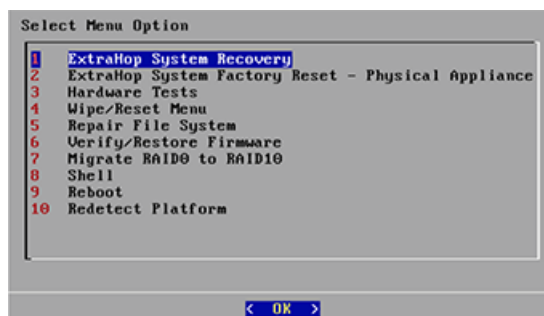 Select Menu Option
1 ExtraHop System Recovery
2 ExtraHop System Factory Reset - Physical Appliance
3 Hardware Tests
4 Wipe/Reset Menu
5 Repair File System
6 Verify/Restore Firmware
7 Migrate RAID0 to RAID10
8 Shell
9 Reboot
10 Redetect Platform
< OK >